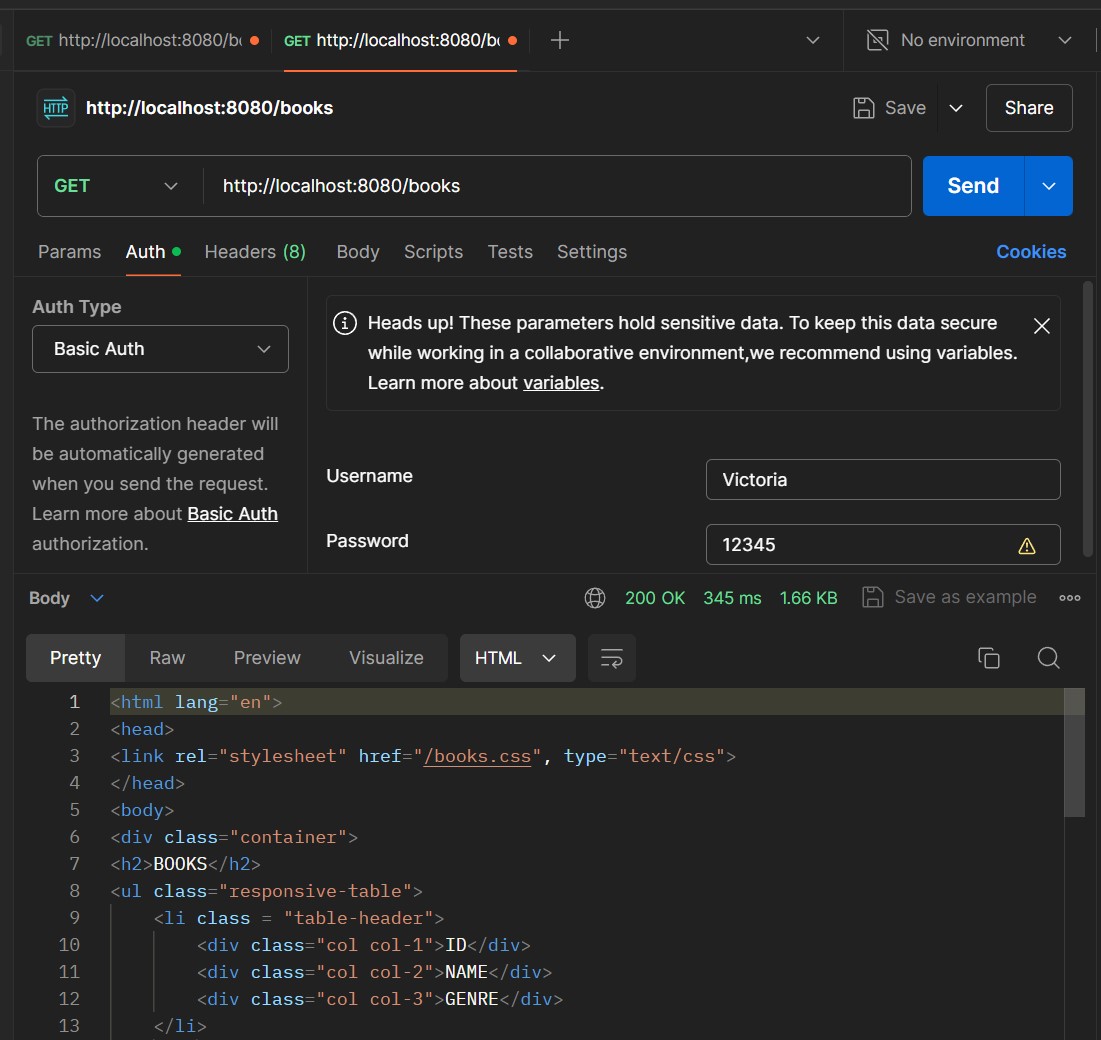 GET http://localhost:8080/b
GET http://localhost:8080/b
No environment
HTTP http://localhost:8080/books
Save
Share
GET http://localhost:8080/books
Send
Params Auth Headers (8) Body Scripts Tests Settings Cookies
Auth Type
Basic Auth
The authorization header will
be automatically generated
when you send the request.
Learn more about Basic Auth
authorization.
Heads up! These parameters hold sensitive data. To keep this data secure
while working in a collaborative environment,we recommend using variables.
Learn more about variables.
Username Victoria
Password 12345
Body 200 OK 345 ms 1.66 KB Save as example
Pretty Raw Preview Visualize HTML
1 <html lang="en">
2 <head>
3 <link rel="stylesheet" href="/books.css", type="text/css">
4 </head>
5 <body>
6 <div class="container">
7 <h2>BOOKS</h2>
8 <ul class="responsive-table">
9 <li class = "table-header">
10 <div class="col col-1">ID</div>
11 <div class="col col-2">NAME</div>
12 <div class="col col-3">GENRE</div>
13 </li>